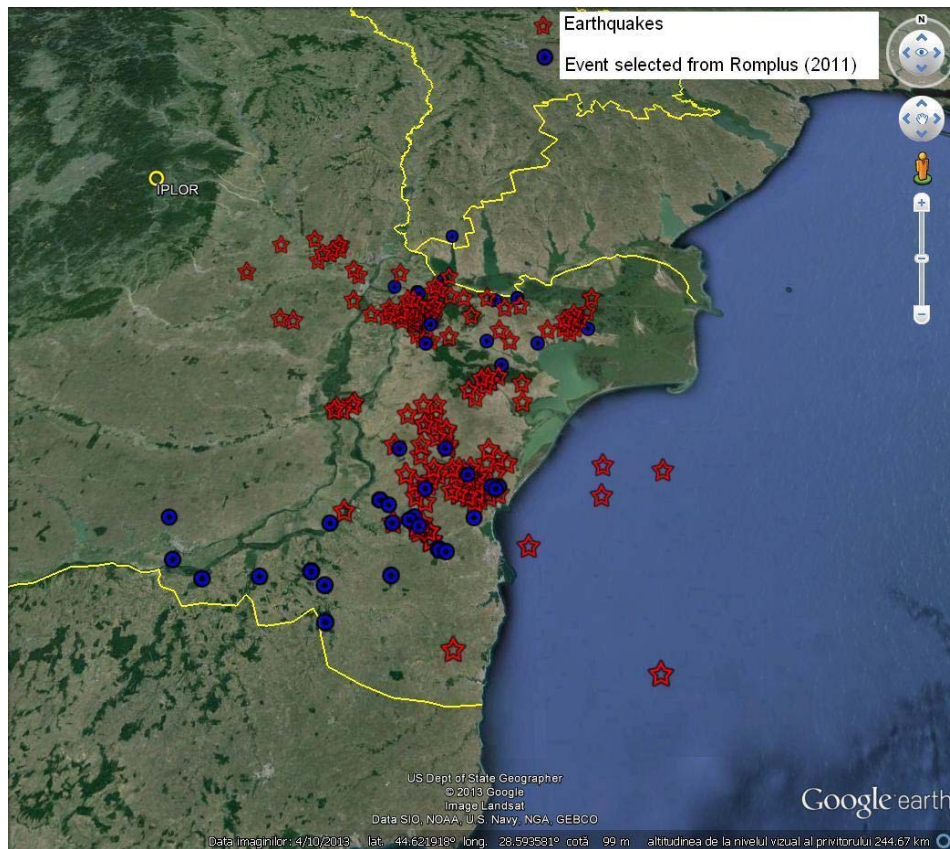 Earthquakes
Event selected from Romplus (2011)
N
IPLOR
US Dept of State Geographer
© 2013 Google
Image Landsat
Data SIO, NOAA, U.S. Navy, NGA, GEBCO
Google earth
Data imaginilor: 4/10/2013 lat. 44.621918° long. 28.593581° cotă 99 m altitudinea de la nivelul vizual al privitorului 244.67 km